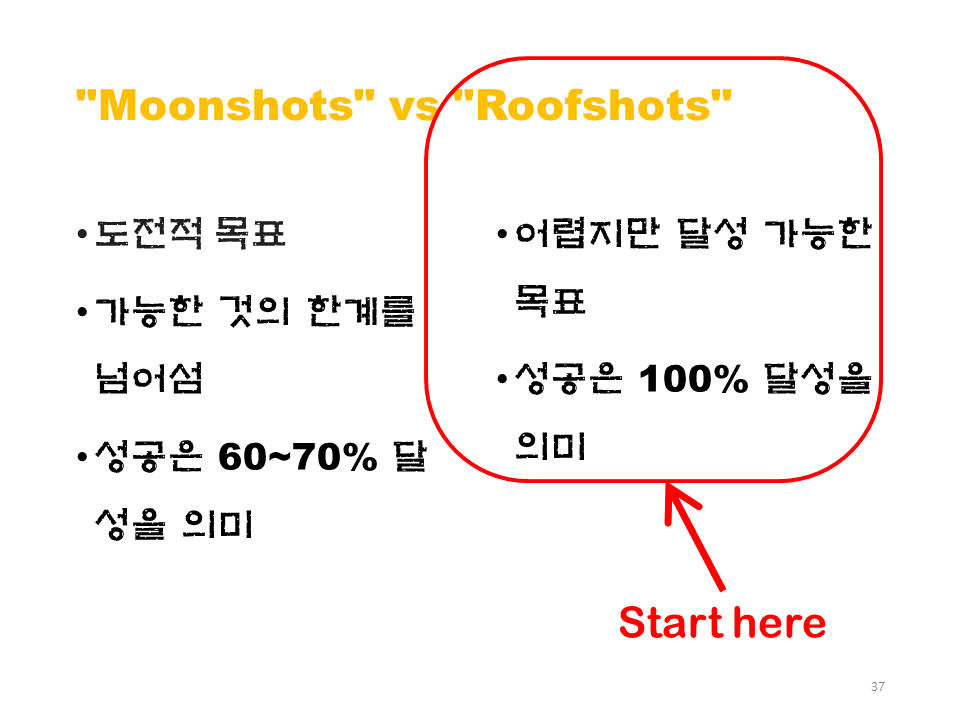 "Moonshots" vs "Roofshots"
• 도전적 목표
• 가능한 것의 한계를
넘어섬
• 성공은 60~70% 달
성을 의미
• 어렵지만 달성 가능한
목표
• 성공은 100% 달성을
의미
Start here
37